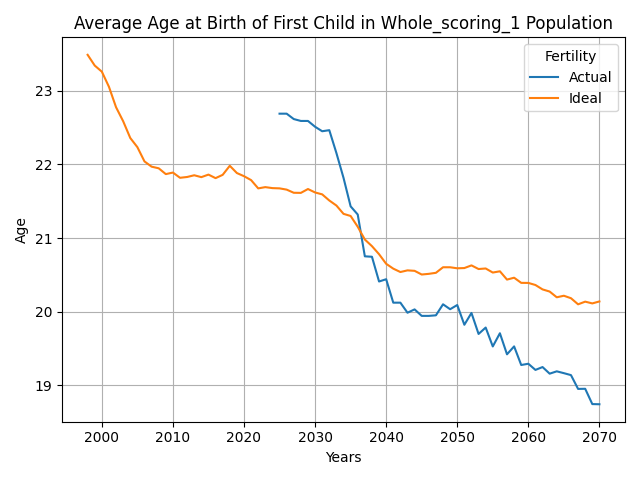 Average Age at Birth of First Child in Whole_scoring_1 Population
Fertility
Actual
Ideal
Age
23
22
21
20
19
2000 2010 2020 2030 2040 2050 2060 2070
Years